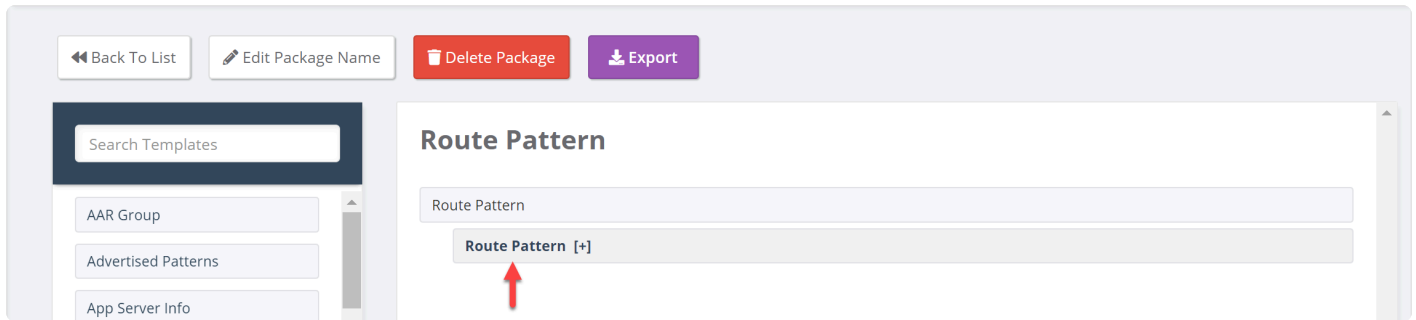 Back To List Edit Package Name Delete Package Export
Search Templates
AAR Group
Advertised Patterns
App Server Info
Route Pattern
Route Pattern
Route Pattern [+]